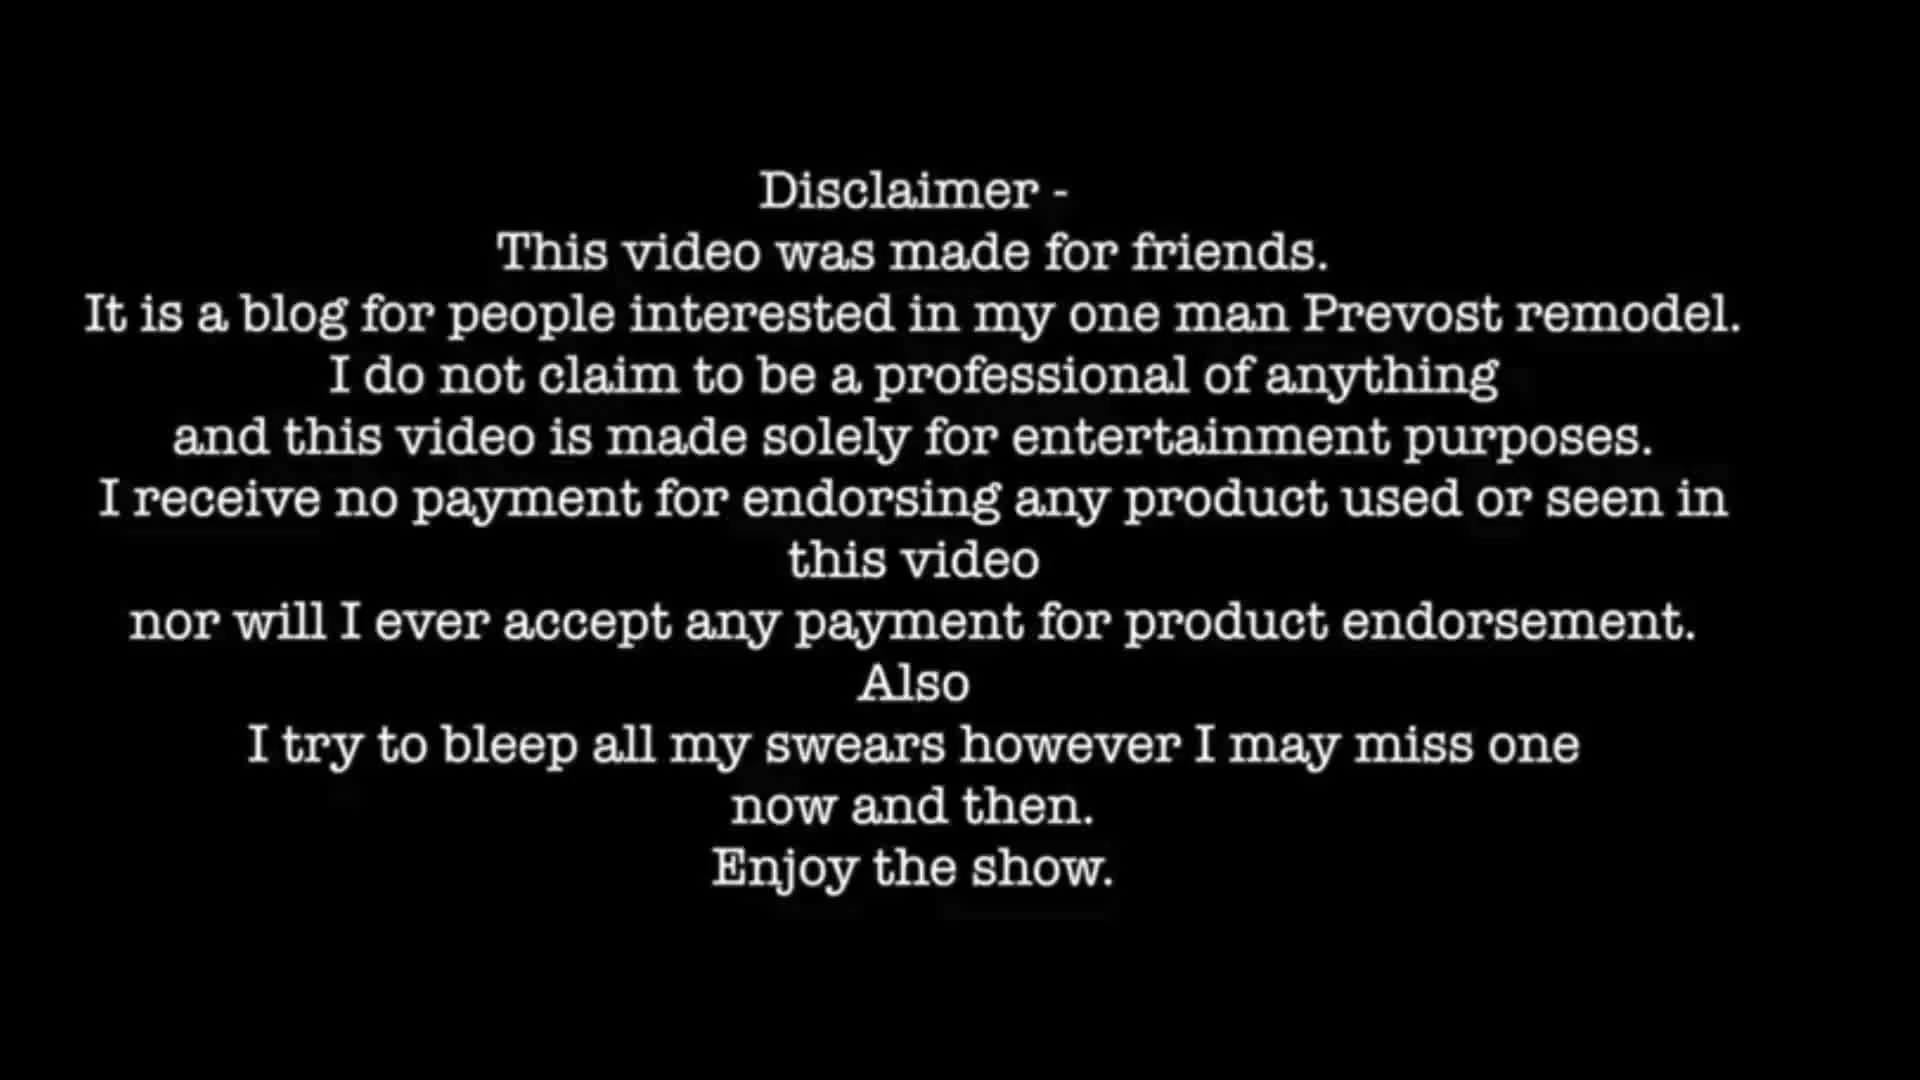 Disclaimer -
This video was made for friends.
It is a blog for people interested in my one man Prevost remodel.
I do not claim to be a professional of anything
and this video is made solely for entertainment purposes.
I receive no payment for endorsing any product used or seen in
this video
nor will I ever accept any payment for product endorsement.
Also
I try to bleep all my swears however I may miss one
now and then.
Enjoy the show.